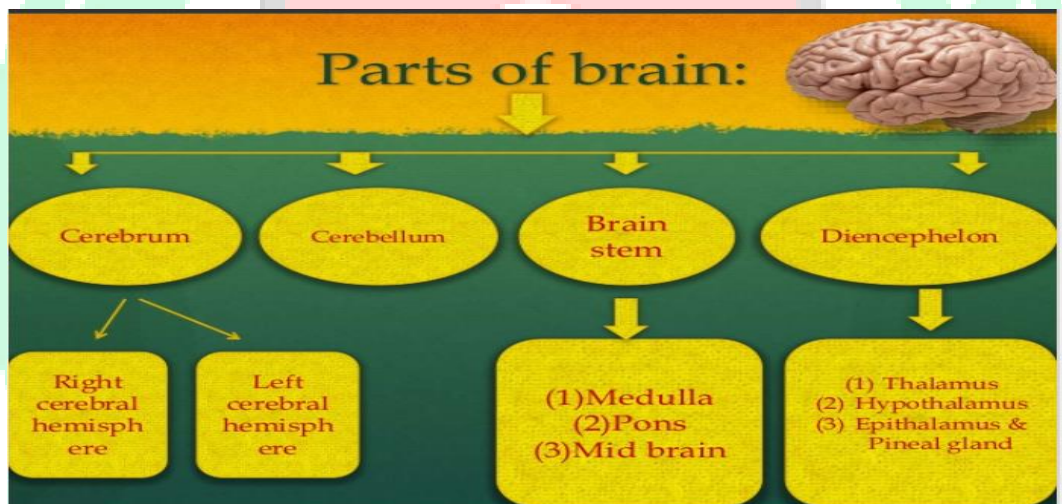 Parts of brain:
Cerebrum
Cerebellum
Brain
stem
Diencephelon
Right
cerebral
hemisph
ere
Left
cerebral
hemisph
ere
(1)Medulla
(2)Pons
(3)Mid brain
(1) Thalamus
(2) Hypothalamus
(3) Epithalamus &
Pineal gland